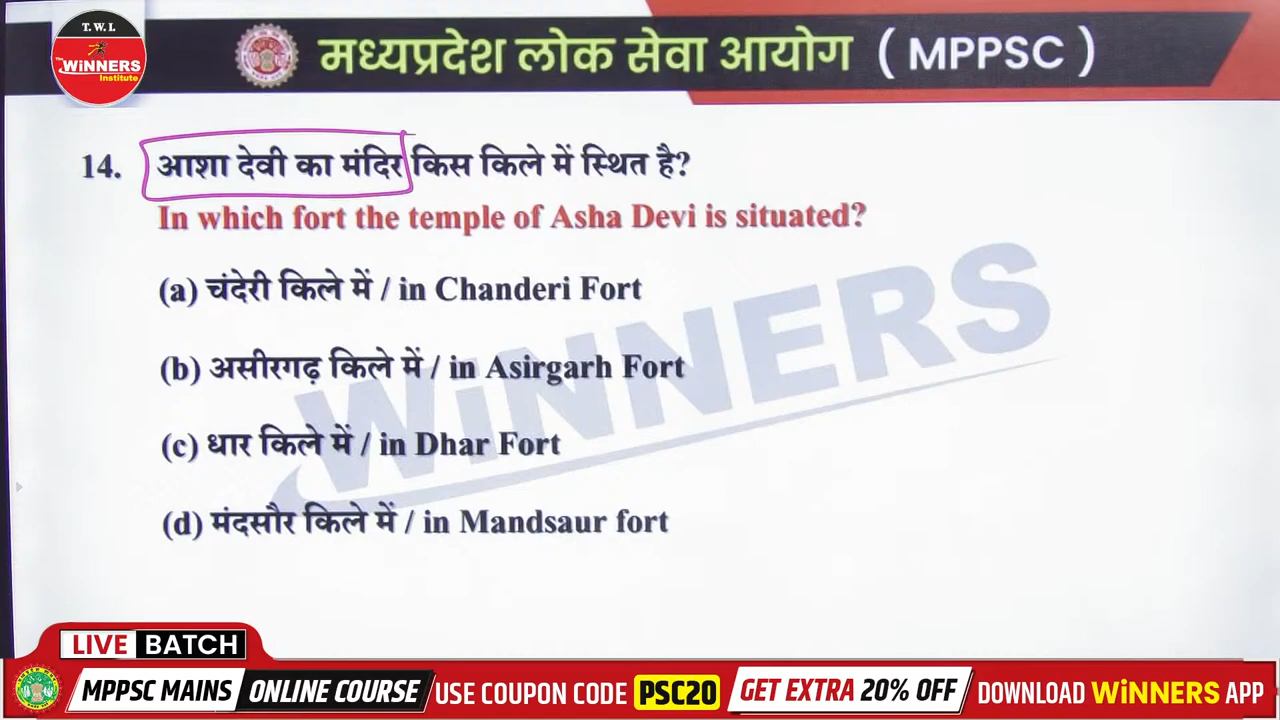 T. W. I.
The WiNNERS
Institute
मध्यप्रदेश लोक सेवा आयोग ( MPPSC )
14. आशा देवी का मंदिर किस किले में स्थित है?
In which fort the temple of Asha Devi is situated?
(a) चंदेरी किले में / in Chanderi Fort
(b) असीरगढ़ किले में / in Asirgarh Fort
(c) धार किले में / in Dhar Fort
(d) मंदसौर किले में / in Mandsaur fort
WiNNERS
LIVE BATCH
MPPSC MAINS ONLINE COURSE USE COUPON CODE PSC20 GET EXTRA 20% OFF DOWNLOAD WiNNERS APP